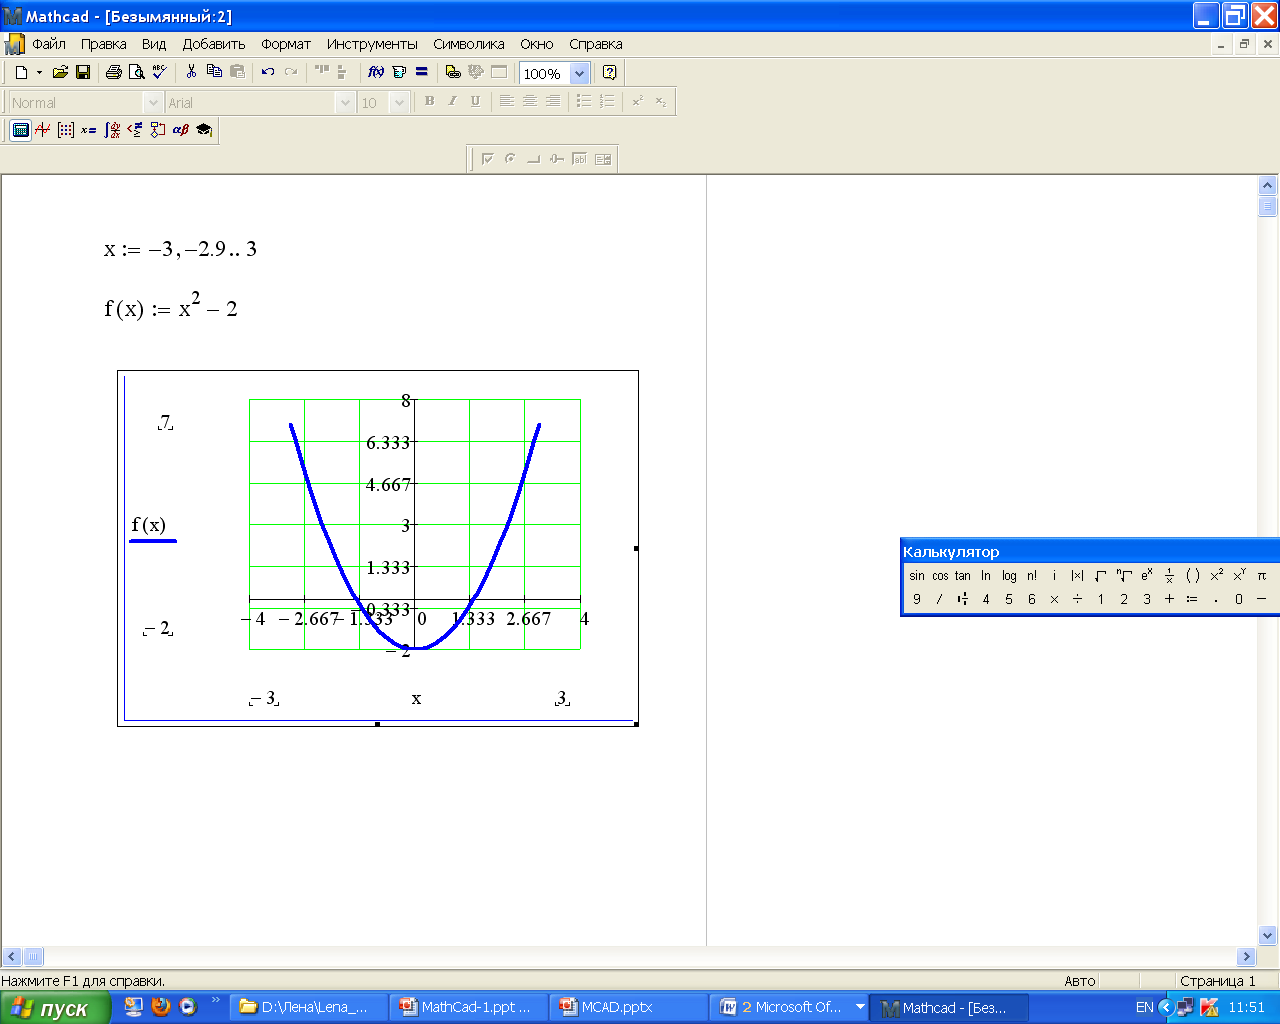 Mathcad - [Безымянный:2]
Файл Правка Вид Добавить Формат Инструменты Символика Окно Справка
100%
Normal Arial 10 B I U
x := −3, −2.9 .. 3
f(x) := x² − 2
8
7
6.333
4.667
f(x)
3
1.333
−0.333
−4 −2.667 −1.333 0 1.333 2.667 4
−2
−2
−3 x 3
Калькулятор
sin cos tan ln log n! i |×| √ ⁿ√ eˣ 1/x ( ) ×² ×ʸ π
9 / 4 5 6 × ÷ 1 2 3 + := . 0 −
Нажмите F1 для справки. Авто Страница 1
пуск D:\Лена\Lena_... MathCad-1.ppt ... MCAD.pptx 2 Microsoft Of... Mathcad - [Без... EN 11:51